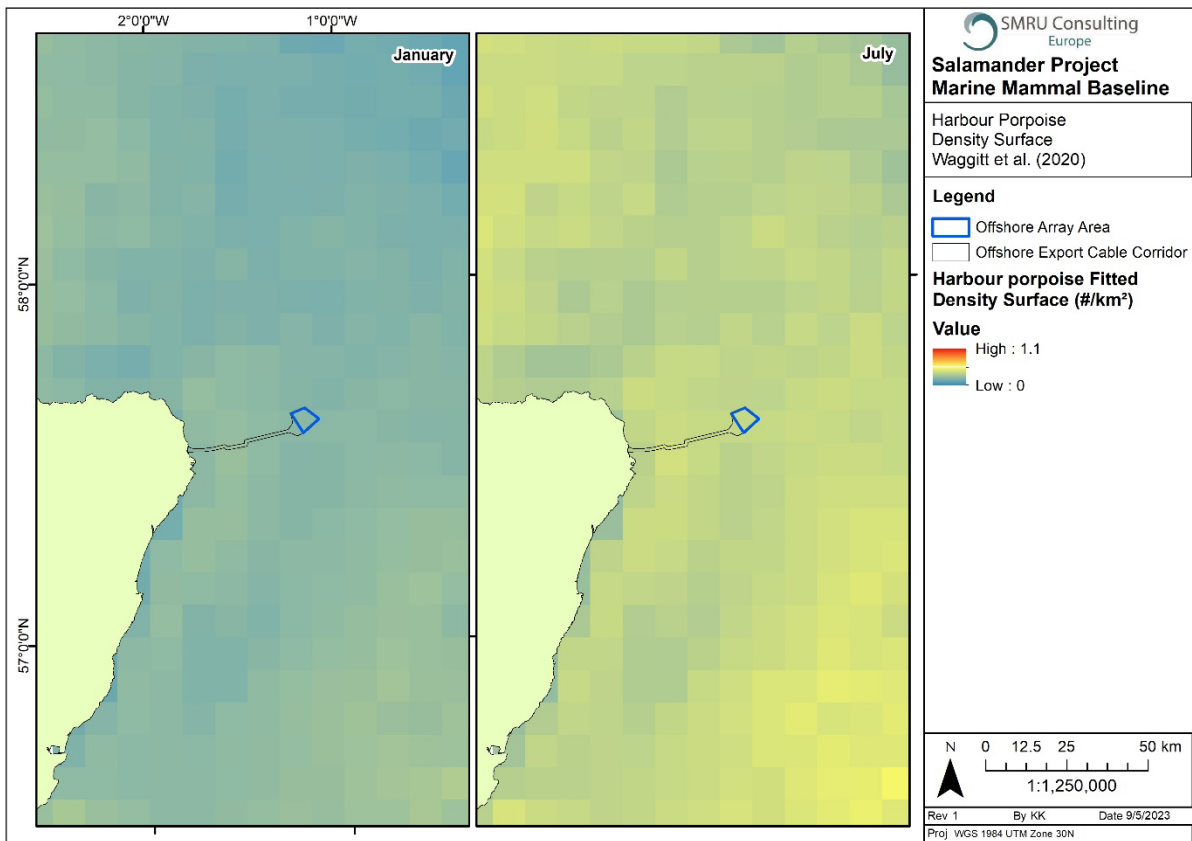 2°0'0"W
1°0'0"W
January
July
58°0'0"N
57°0'0"N
SMRU Consulting
Europe
Salamander Project
Marine Mammal Baseline
Harbour Porpoise
Density Surface
Waggitt et al. (2020)
Legend
Offshore Array Area
Offshore Export Cable Corridor
Harbour porpoise Fitted
Density Surface (#/km²)
Value
High : 1.1
Low : 0
N
0 12.5 25 50 km
1:1,250,000
Rev 1 By KK Date 9/5/2023
Proj WGS 1984 UTM Zone 30N